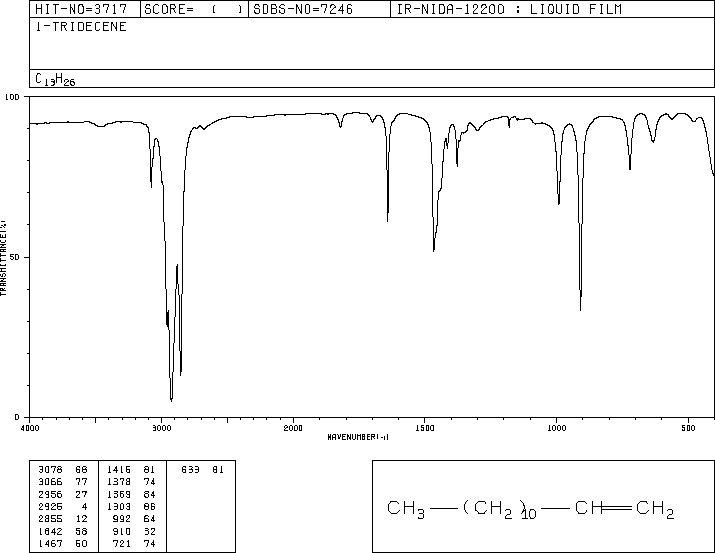 HIT-NO=3717 SCORE= ( ) SDBS-NO=7246 IR-NIDA-12200 : LIQUID FILM
1-TRIDECENE
C13H26
100
50
0
TRANSMITTANCE(%)
4000 3000 2000 1500 1000 500
WAVENUMBER(-1)
3078 68 1416 81 633 81
3066 77 1378 74
2956 27 1369 84
2925 4 1303 86
2855 12 992 64
1642 58 910 32
1467 50 721 74
CH3—(CH2)10—CH=CH2